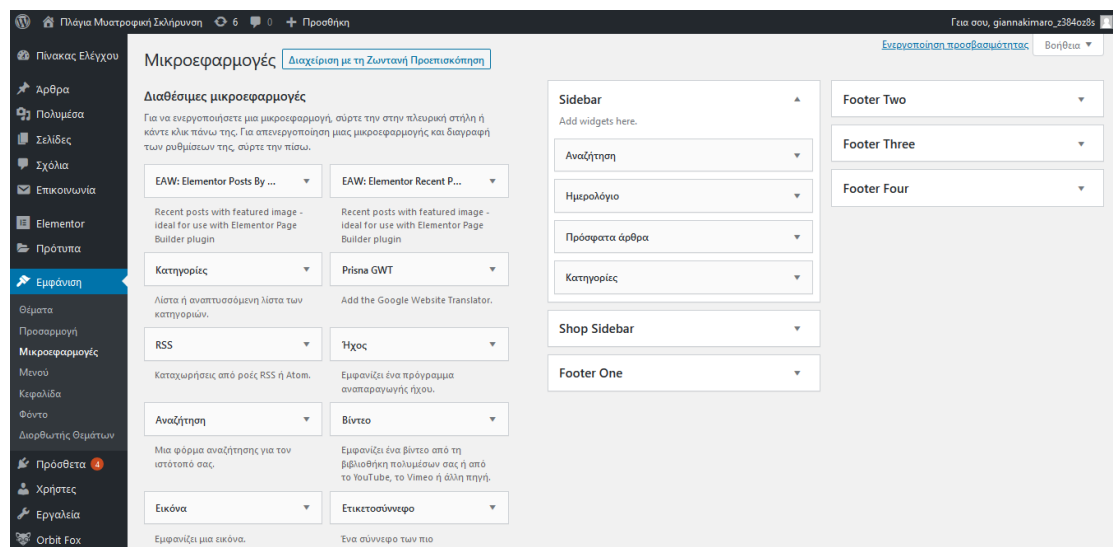 Πλάγια Μυατροφική Σκλήρυνση 6 0 + Προσθήκη
Γεια σου, giannakimaro_z384oz8s
Πίνακας Ελέγχου
Άρθρα
Πολυμέσα
Σελίδες
Σχόλια
Επικοινωνία
Elementor
Πρότυπα
Εμφάνιση
Θέματα
Προσαρμογή
Μικροεφαρμογές
Μενού
Κεφαλίδα
Φόντο
Διορθωτής Θεμάτων
Πρόσθετα 4
Χρήστες
Εργαλεία
Orbit Fox
Ενεργοποίηση προσβασιμότητας
Βοήθεια
Μικροεφαρμογές
Διαχείριση με τη Ζωντανή Προεπισκόπηση
Διαθέσιμες μικροεφαρμογές
Για να ενεργοποιήσετε μια μικροεφαρμογή, σύρτε την στην πλευρική στήλη ή
κάντε κλικ πάνω της. Για απενεργοποίηση μιας μικροεφαρμογής και διαγραφή
των ρυθμίσεων της, σύρτε την πίσω.
EAW: Elementor Posts By ...
Recent posts with featured image -
ideal for use with Elementor Page
Builder plugin
EAW: Elementor Recent P...
Recent posts with featured image -
ideal for use with Elementor Page
Builder plugin
Κατηγορίες
Λίστα ή αναπτυσσόμενη λίστα των
κατηγοριών.
Prisna GWT
Add the Google Website Translator.
RSS
Καταχωρήσεις από ροές RSS ή Atom.
Ήχος
Εμφανίζει ένα πρόγραμμα
αναπαραγωγής ήχου.
Αναζήτηση
Μια φόρμα αναζήτησης για τον
ιστότοπό σας.
Βίντεο
Εμφανίζει ένα βίντεο από τη
βιβλιοθήκη πολυμέσων σας ή από
το YouTube, το Vimeo ή άλλη πηγή.
Εικόνα
Εμφανίζει μια εικόνα.
Ετικετοσύννεφο
Ένα σύννεφο των πιο
Sidebar
Add widgets here.
Αναζήτηση
Ημερολόγιο
Πρόσφατα άρθρα
Κατηγορίες
Shop Sidebar
Footer One
Footer Two
Footer Three
Footer Four